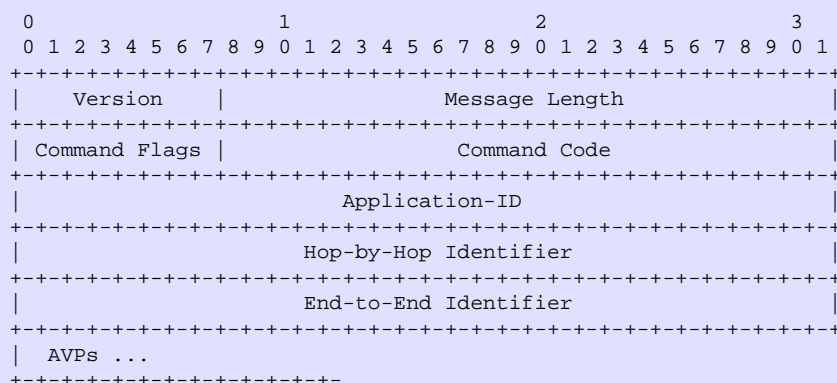 0                   1                   2                   3
 0 1 2 3 4 5 6 7 8 9 0 1 2 3 4 5 6 7 8 9 0 1 2 3 4 5 6 7 8 9 0 1
+-+-+-+-+-+-+-+-+-+-+-+-+-+-+-+-+-+-+-+-+-+-+-+-+-+-+-+-+-+-+-+-+
|    Version    |                 Message Length                |
+-+-+-+-+-+-+-+-+-+-+-+-+-+-+-+-+-+-+-+-+-+-+-+-+-+-+-+-+-+-+-+-+
| Command Flags |                  Command Code                 |
+-+-+-+-+-+-+-+-+-+-+-+-+-+-+-+-+-+-+-+-+-+-+-+-+-+-+-+-+-+-+-+-+
|                         Application-ID                        |
+-+-+-+-+-+-+-+-+-+-+-+-+-+-+-+-+-+-+-+-+-+-+-+-+-+-+-+-+-+-+-+-+
|                      Hop-by-Hop Identifier                    |
+-+-+-+-+-+-+-+-+-+-+-+-+-+-+-+-+-+-+-+-+-+-+-+-+-+-+-+-+-+-+-+-+
|                      End-to-End Identifier                    |
+-+-+-+-+-+-+-+-+-+-+-+-+-+-+-+-+-+-+-+-+-+-+-+-+-+-+-+-+-+-+-+-+
|  AVPs ...
+-+-+-+-+-+-+-+-+-+-+-+-+-